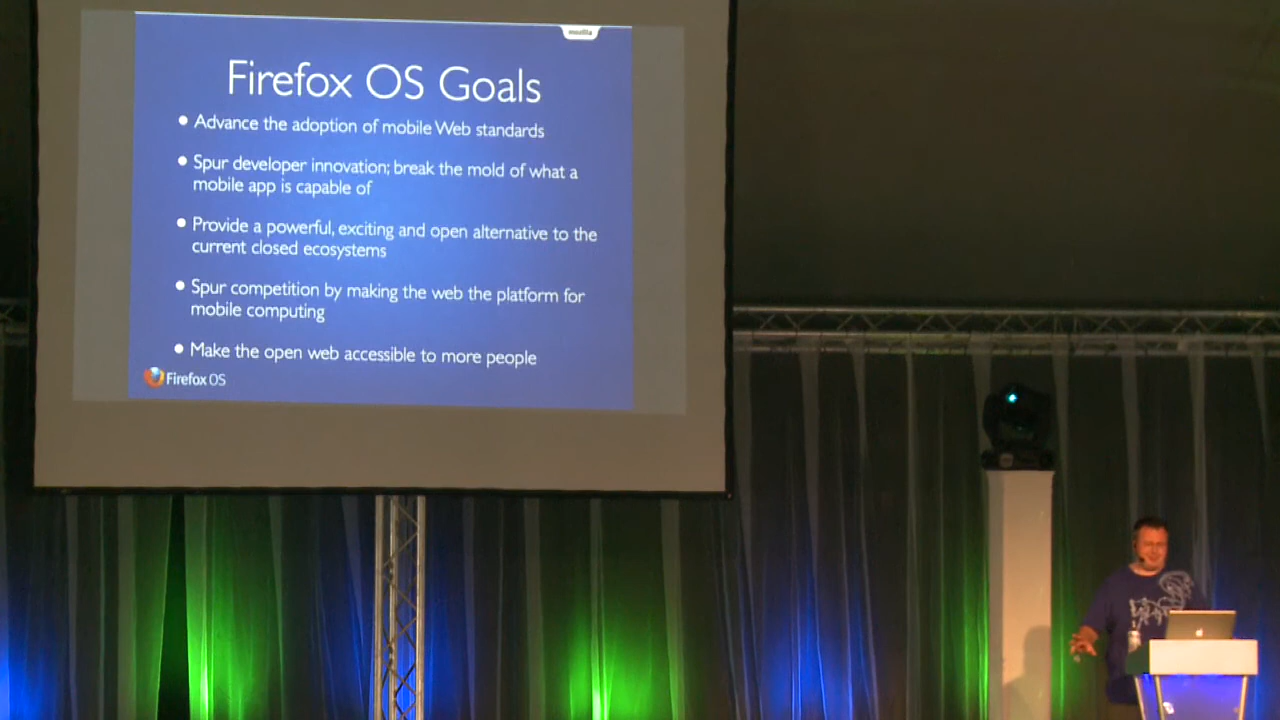 mozilla
Firefox OS Goals
• Advance the adoption of mobile Web standards
• Spur developer innovation; break the mold of what a
mobile app is capable of
• Provide a powerful, exciting and open alternative to the
current closed ecosystems
• Spur competition by making the web the platform for
mobile computing
• Make the open web accessible to more people
Firefox OS